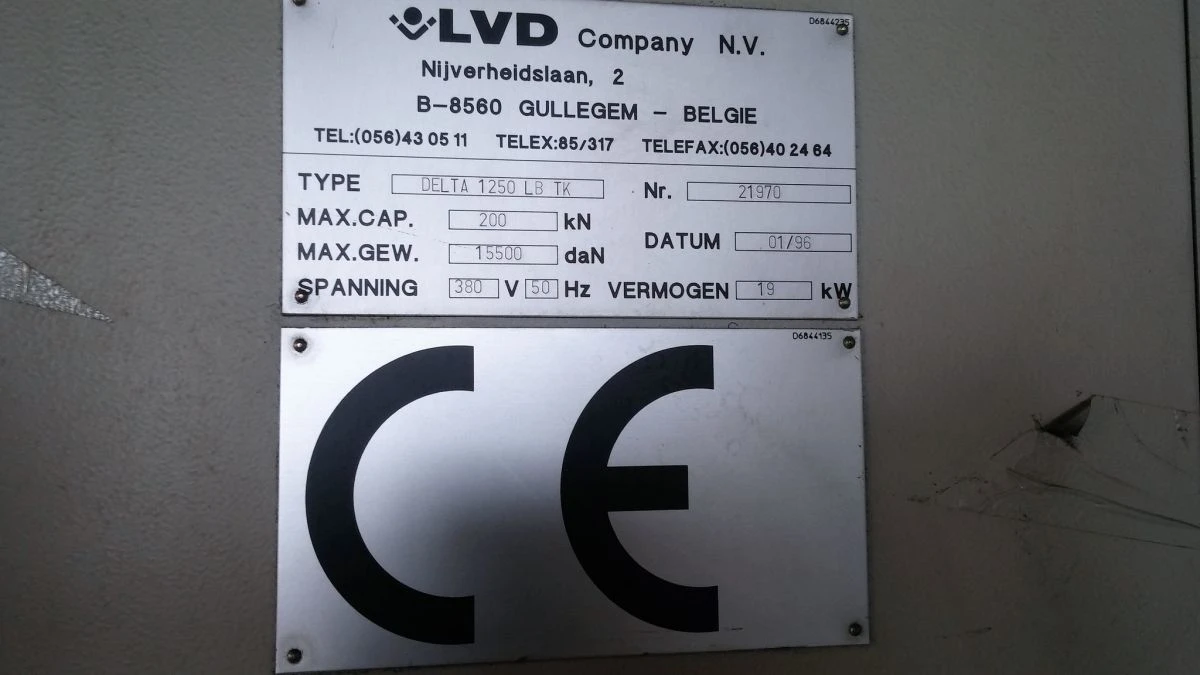 D6844235
LVD Company N.V.
Nijverheidslaan, 2
B-8560 GULLEGEM - BELGIE
TEL:(056)43 05 11 TELEX:85/317 TELEFAX:(056)40 24 64
TYPE DELTA 1250 LB TK Nr. 21970
MAX.CAP. 200 kN
MAX.GEW. 15500 daN DATUM 01/96
SPANNING 380 V 50 Hz VERMOGEN 19 kW
D6844135
CE